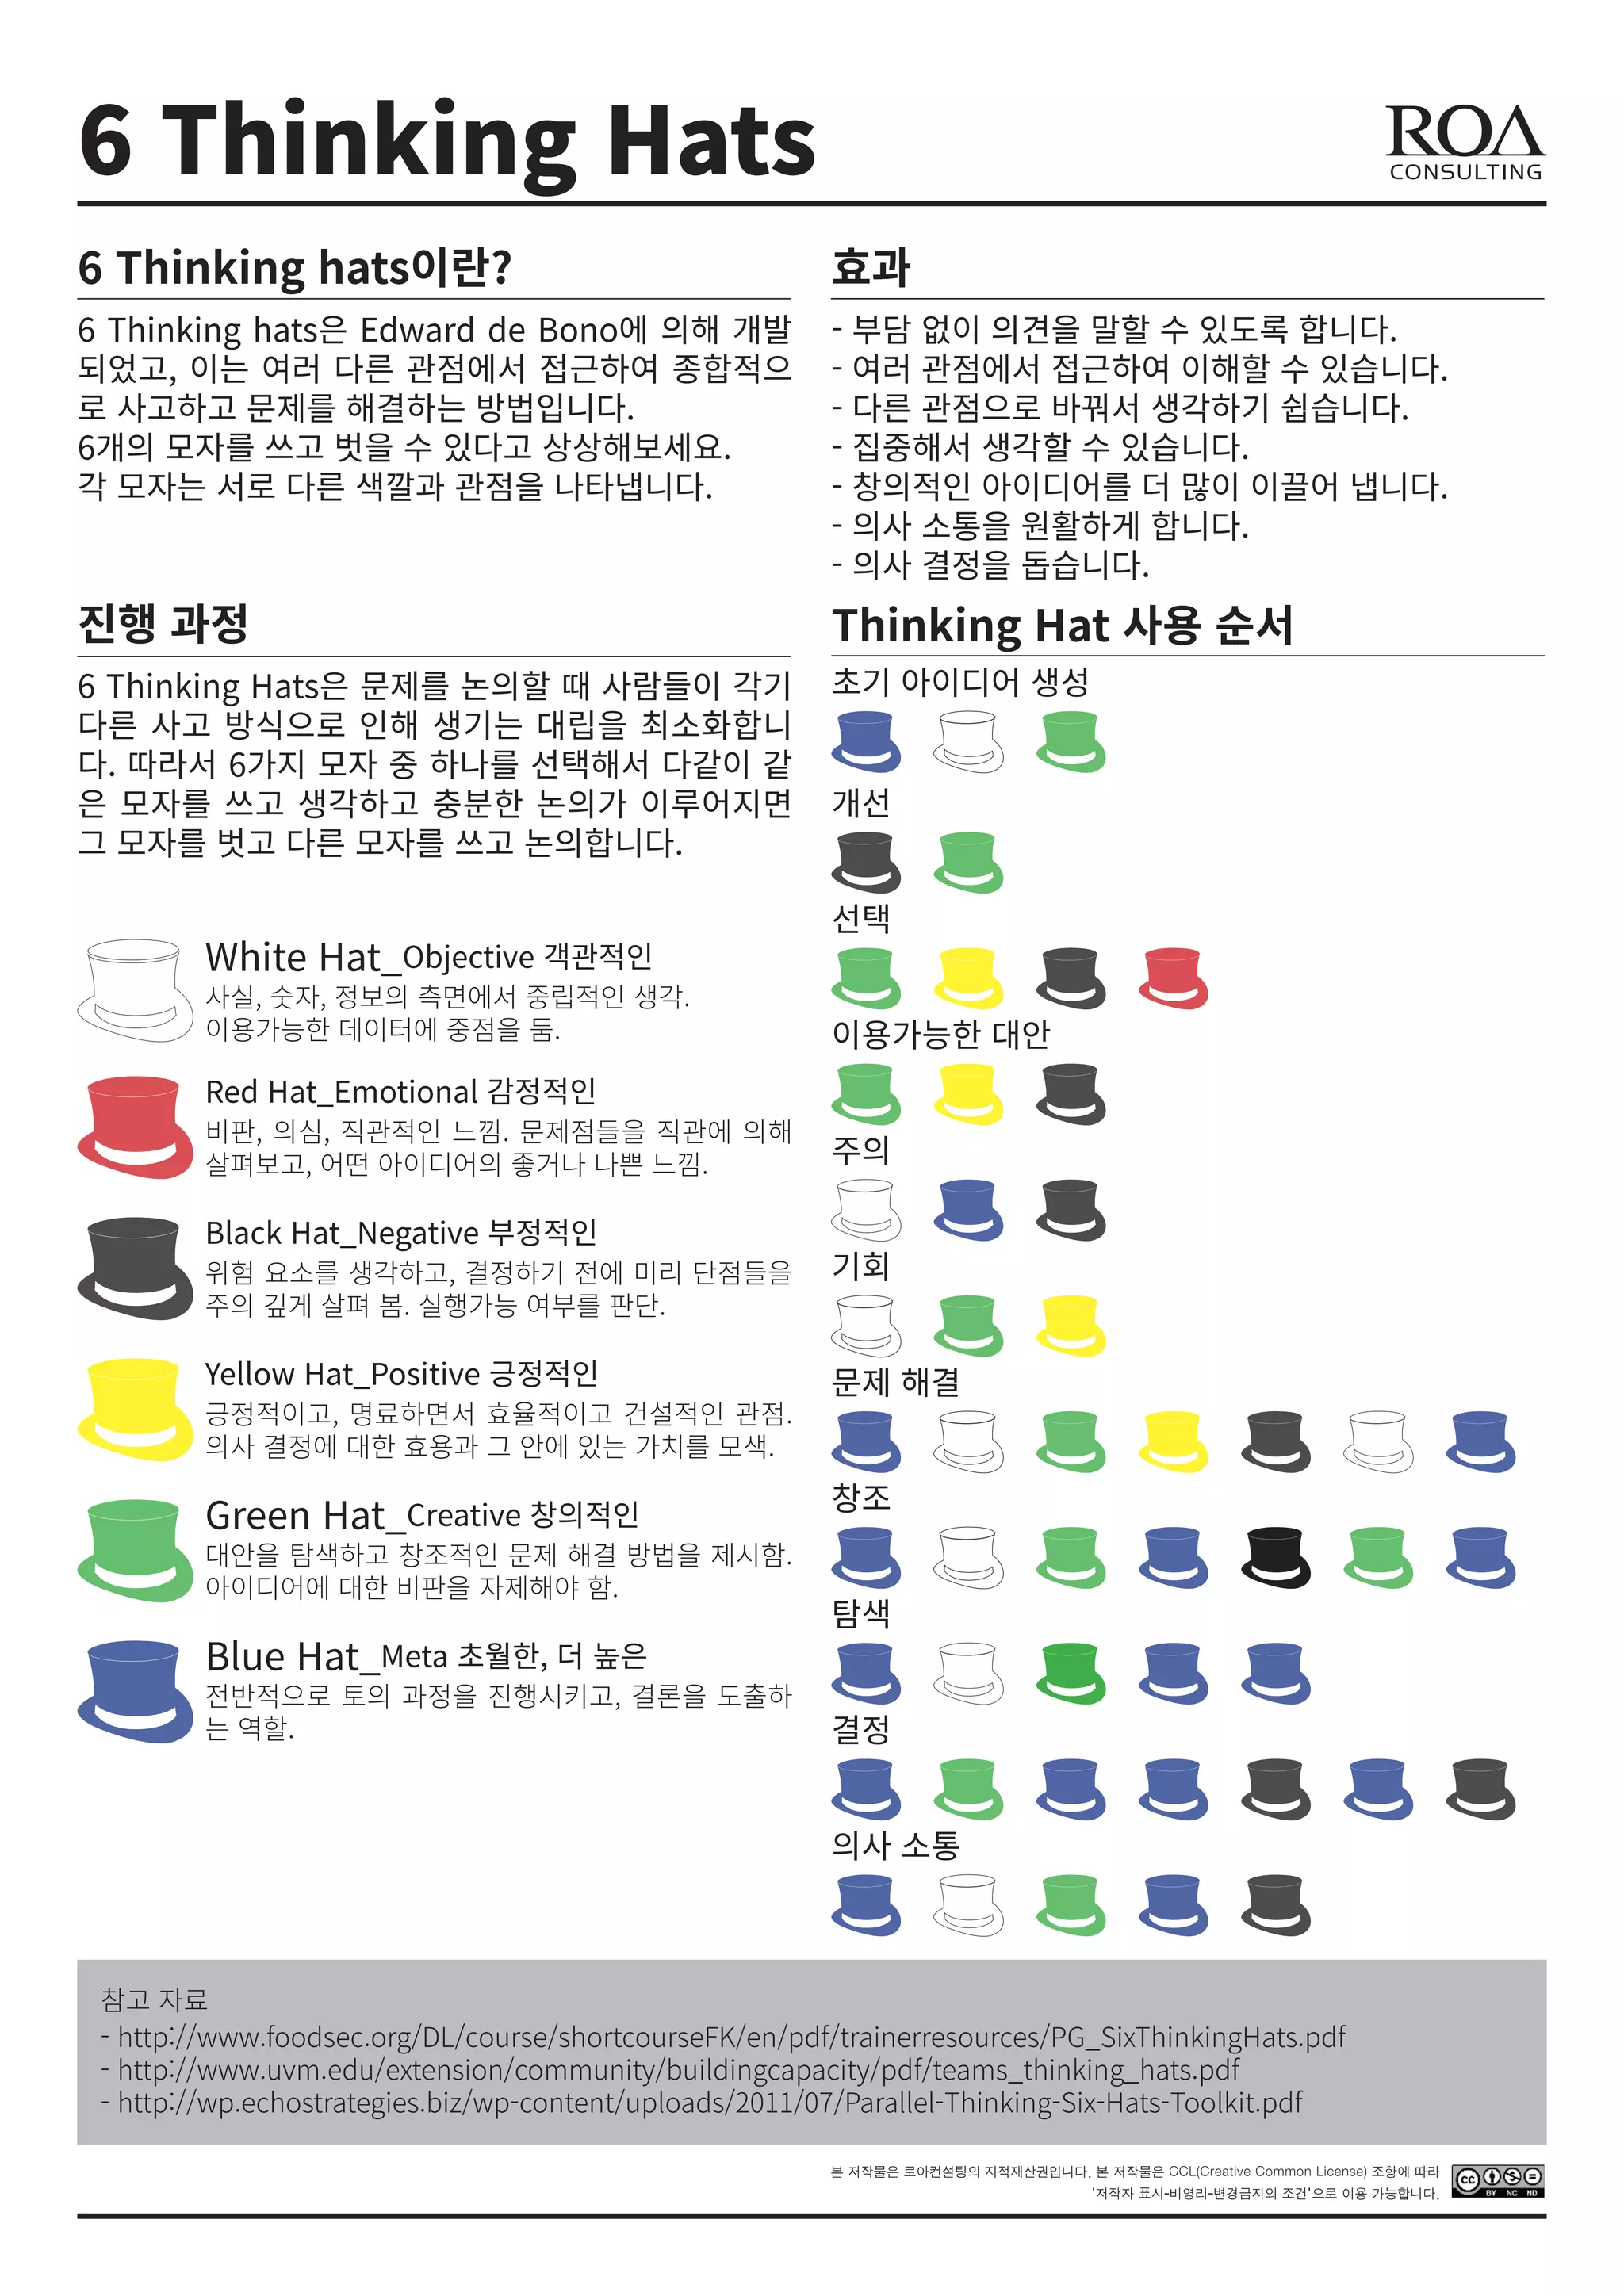 6 Thinking Hats
ROA
CONSULTING
6 Thinking hats이란?
6 Thinking hats은 Edward de Bono에 의해 개발
되었고, 이는 여러 다른 관점에서 접근하여 종합적으
로 사고하고 문제를 해결하는 방법입니다.
6개의 모자를 쓰고 벗을 수 있다고 상상해보세요.
각 모자는 서로 다른 색깔과 관점을 나타냅니다.
효과
- 부담 없이 의견을 말할 수 있도록 합니다.
- 여러 관점에서 접근하여 이해할 수 있습니다.
- 다른 관점으로 바꿔서 생각하기 쉽습니다.
- 집중해서 생각할 수 있습니다.
- 창의적인 아이디어를 더 많이 이끌어 냅니다.
- 의사 소통을 원활하게 합니다.
- 의사 결정을 돕습니다.
진행 과정
6 Thinking Hats은 문제를 논의할 때 사람들이 각기
다른 사고 방식으로 인해 생기는 대립을 최소화합니
다. 따라서 6가지 모자 중 하나를 선택해서 다같이 같
은 모자를 쓰고 생각하고 충분한 논의가 이루어지면
그 모자를 벗고 다른 모자를 쓰고 논의합니다.
White Hat_Objective 객관적인
사실, 숫자, 정보의 측면에서 중립적인 생각.
이용가능한 데이터에 중점을 둠.
Red Hat_Emotional 감정적인
비판, 의심, 직관적인 느낌. 문제점들을 직관에 의해
살펴보고, 어떤 아이디어의 좋거나 나쁜 느낌.
Black Hat_Negative 부정적인
위험 요소를 생각하고, 결정하기 전에 미리 단점들을
주의 깊게 살펴 봄. 실행가능 여부를 판단.
Yellow Hat_Positive 긍정적인
긍정적이고, 명료하면서 효율적이고 건설적인 관점.
의사 결정에 대한 효용과 그 안에 있는 가치를 모색.
Green Hat_Creative 창의적인
대안을 탐색하고 창조적인 문제 해결 방법을 제시함.
아이디어에 대한 비판을 자제해야 함.
Blue Hat_Meta 초월한, 더 높은
전반적으로 토의 과정을 진행시키고, 결론을 도출하
는 역할.
Thinking Hat 사용 순서
초기 아이디어 생성
개선
선택
이용가능한 대안
주의
기회
문제 해결
창조
탐색
결정
의사 소통
참고 자료
- http://www.foodsec.org/DL/course/shortcourseFK/en/pdf/trainerresources/PG_SixThinkingHats.pdf
- http://www.uvm.edu/extension/community/buildingcapacity/pdf/teams_thinking_hats.pdf
- http://wp.echostrategies.biz/wp-content/uploads/2011/07/Parallel-Thinking-Six-Hats-Toolkit.pdf
본 저작물은 로아컨설팅의 지적재산권입니다. 본 저작물은 CCL(Creative Common License) 조항에 따라
'저작자 표시-비영리-변경금지의 조건'으로 이용 가능합니다.
cc BY NC ND